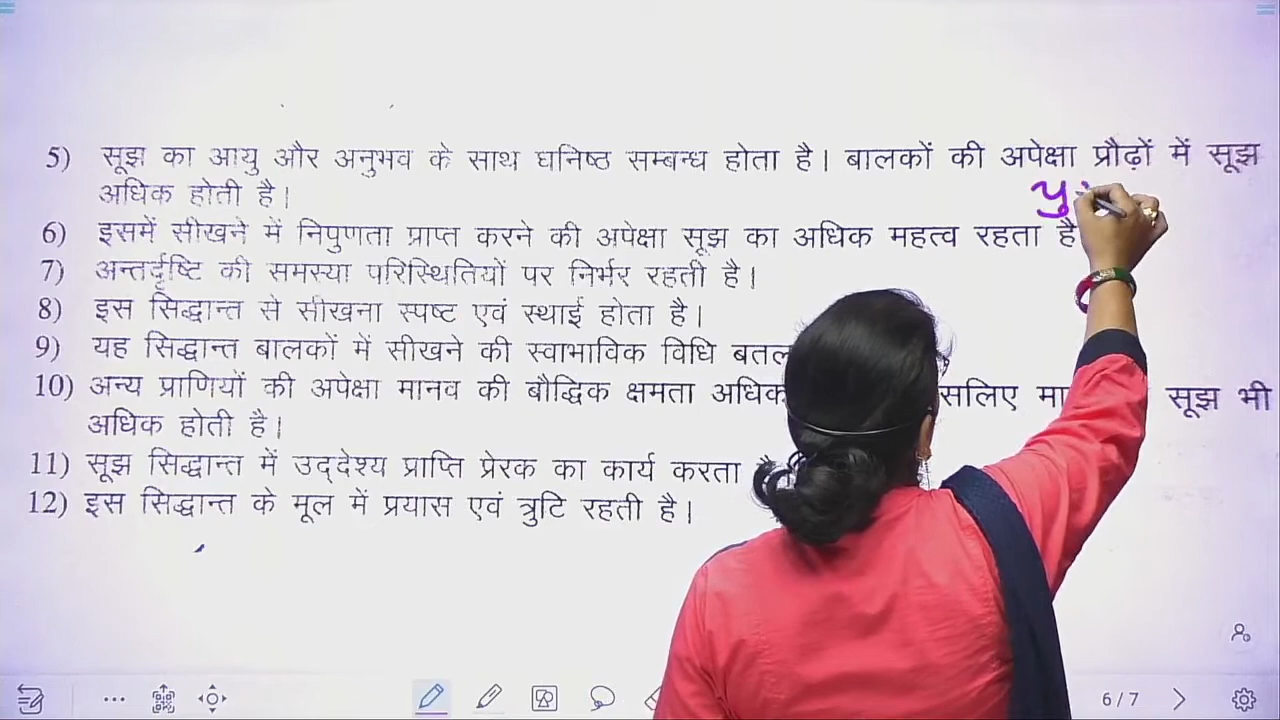 5) सूझ का आयु और अनुभव के साथ घनिष्ठ सम्बन्ध होता है। बालकों की अपेक्षा प्रौढ़ों में सूझ
अधिक होती है।
6) इसमें सीखने में निपुणता प्राप्त करने की अपेक्षा सूझ का अधिक महत्व रहता है
7) अन्तर्दृष्टि की समस्या परिस्थितियों पर निर्भर रहती है।
8) इस सिद्धान्त से सीखना स्पष्ट एवं स्थाई होता है।
9) यह सिद्धान्त बालकों में सीखने की स्वाभाविक विधि
10) अन्य प्राणियों की अपेक्षा मानव की बौद्धिक क्षमता सूझ भी
अधिक होती है।
11) सूझ सिद्धान्त में उद्देश्य प्राप्ति प्रेरक का कार्य करता
12) इस सिद्धान्त के मूल में प्रयास एवं त्रुटि रहती है।
6/7